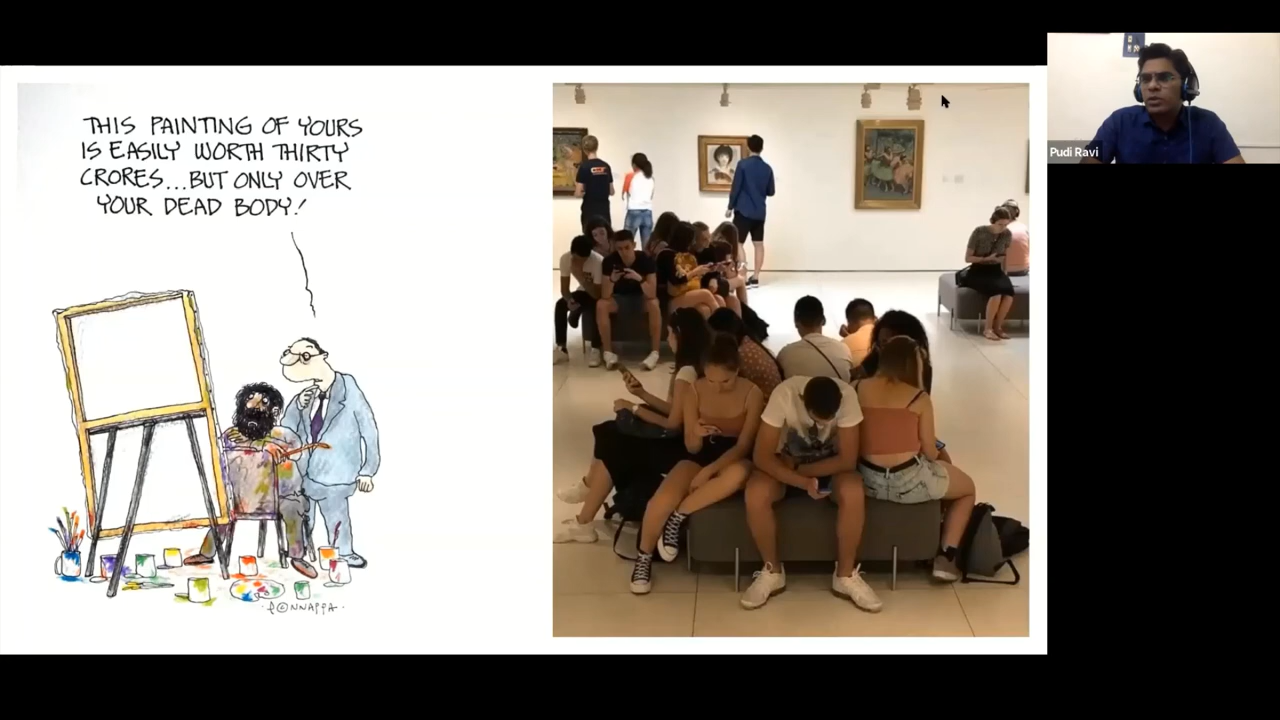 THIS PAINTING OF YOURS
IS EASILY WORTH THIRTY
CRORES...BUT ONLY OVER
YOUR DEAD BODY!
PONNAPPA
Pudi Ravi